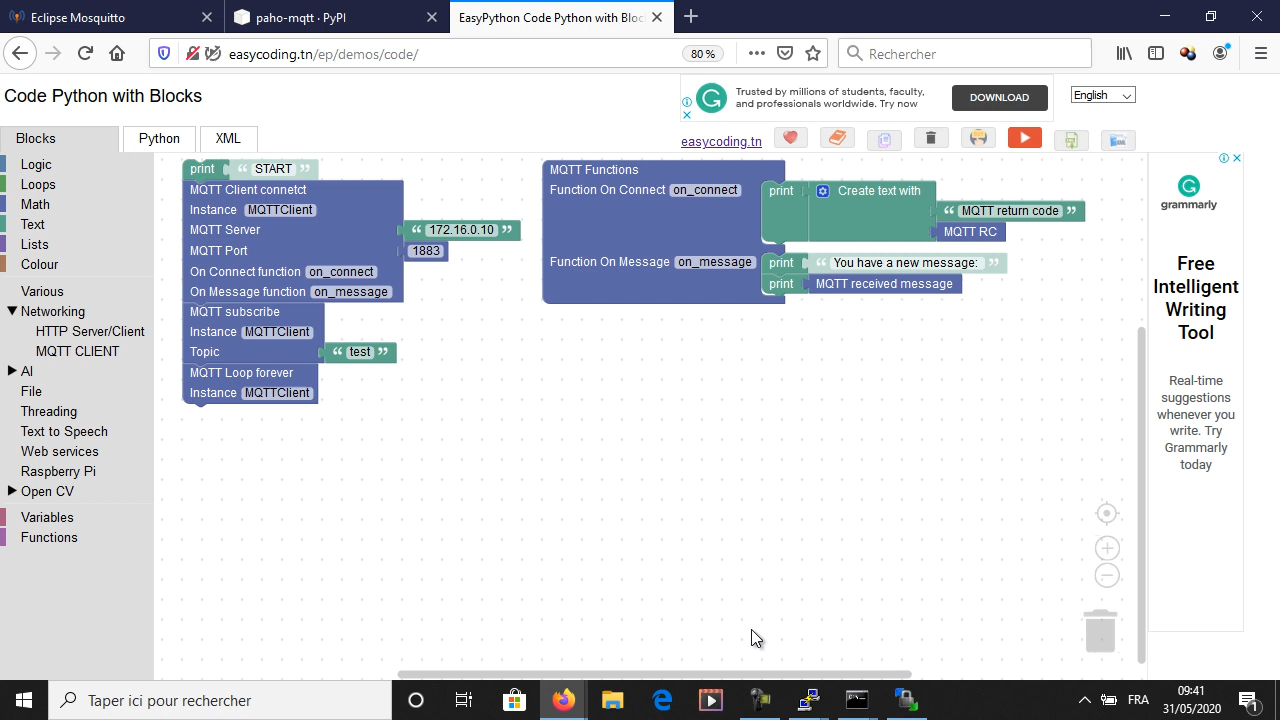 Eclipse Mosquitto
paho-mqtt · PyPI
EasyPython Code Python with Bloc
easycoding.tn/ep/demos/code/
80 %
Rechercher
Code Python with Blocks
Trusted by millions of students, faculty,
and professionals worldwide. Try now
DOWNLOAD
English
Blocks
Python
XML
easycoding.tn
Logic
Loops
Math
Text
Lists
Colour
Various
Networking
HTTP Server/Client
MQTT CLIENT
AI
File
Threading
Text to Speech
Web services
Raspberry Pi
Open CV
Variables
Functions
print “ START ”
MQTT Client connetct
Instance MQTTClient
MQTT Server “ 172.16.0.10 ”
MQTT Port 1883
On Connect function on_connect
On Message function on_message
MQTT subscribe
Instance MQTTClient
Topic “ test ”
MQTT Loop forever
Instance MQTTClient
MQTT Functions
Function On Connect on_connect print Create text with
“ MQTT return code ”
MQTT RC
Function On Message on_message print “ You have a new message: ”
print MQTT received message
grammarly
Free
Intelligent
Writing
Tool
Real-time
suggestions
whenever you
write. Try
Grammarly
today
Taper ici pour rechercher
FRA
09:41
31/05/2020
1